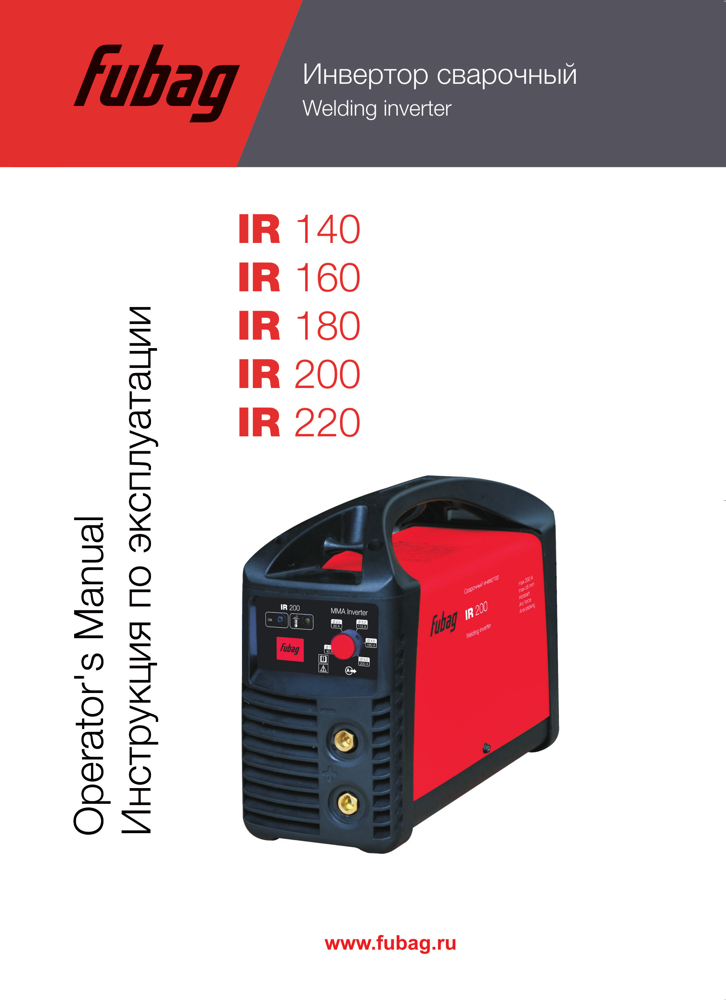 fubag
Инвертор сварочный
Welding inverter
IR 140
IR 160
IR 180
IR 200
IR 220
Operator's Manual
Инструкция по эксплуатации
IR 200
MMA Inverter
ON
Ø 2,5
80 A
Ø 3,2
115 A
Ø 4,0
160 A
40 A
Ø 5,0
200 A
A
fubag
Сварочный инвертор
fubag
IR 200
Welding inverter
max 200 A
max ø5 mm
Hotstart
Arc force
Anti sticking
www.fubag.ru